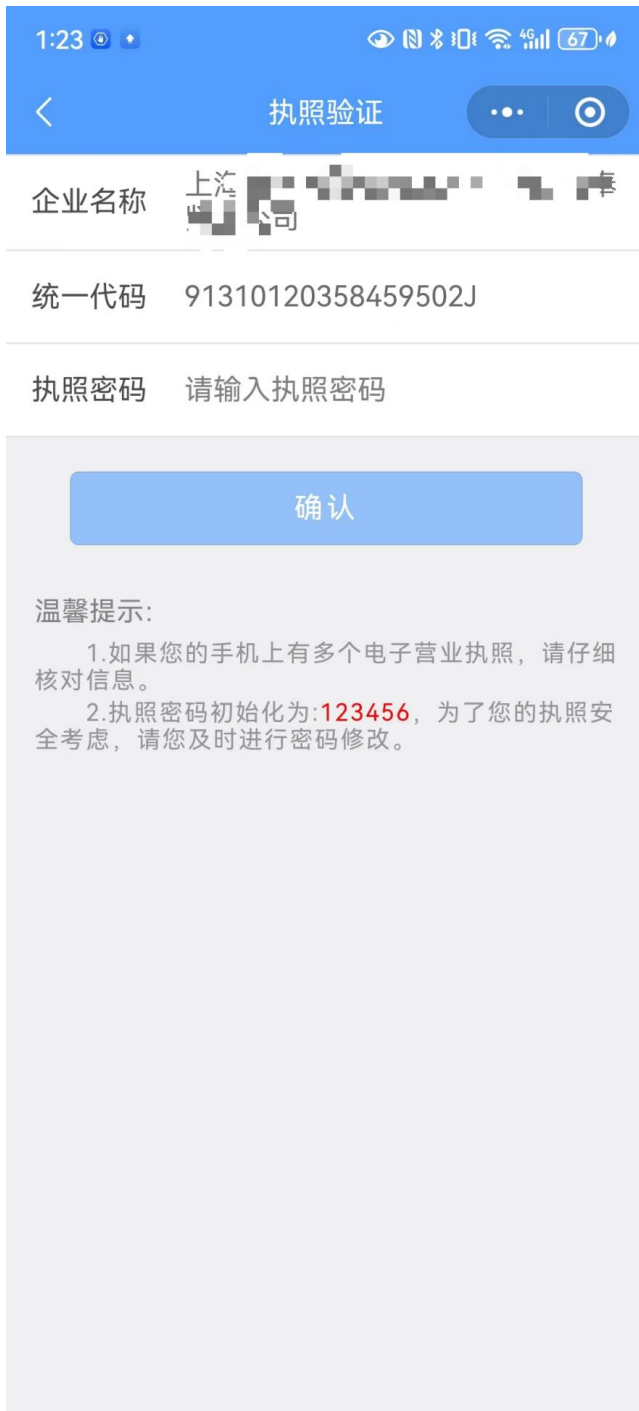 1:23
4G
67
执照验证
企业名称 上海
公司
统一代码 91310120358459502J
执照密码 请输入执照密码
确认
温馨提示:
1.如果您的手机上有多个电子营业执照，请仔细
核对信息。
2.执照密码初始化为:123456，为了您的执照安
全考虑，请您及时进行密码修改。